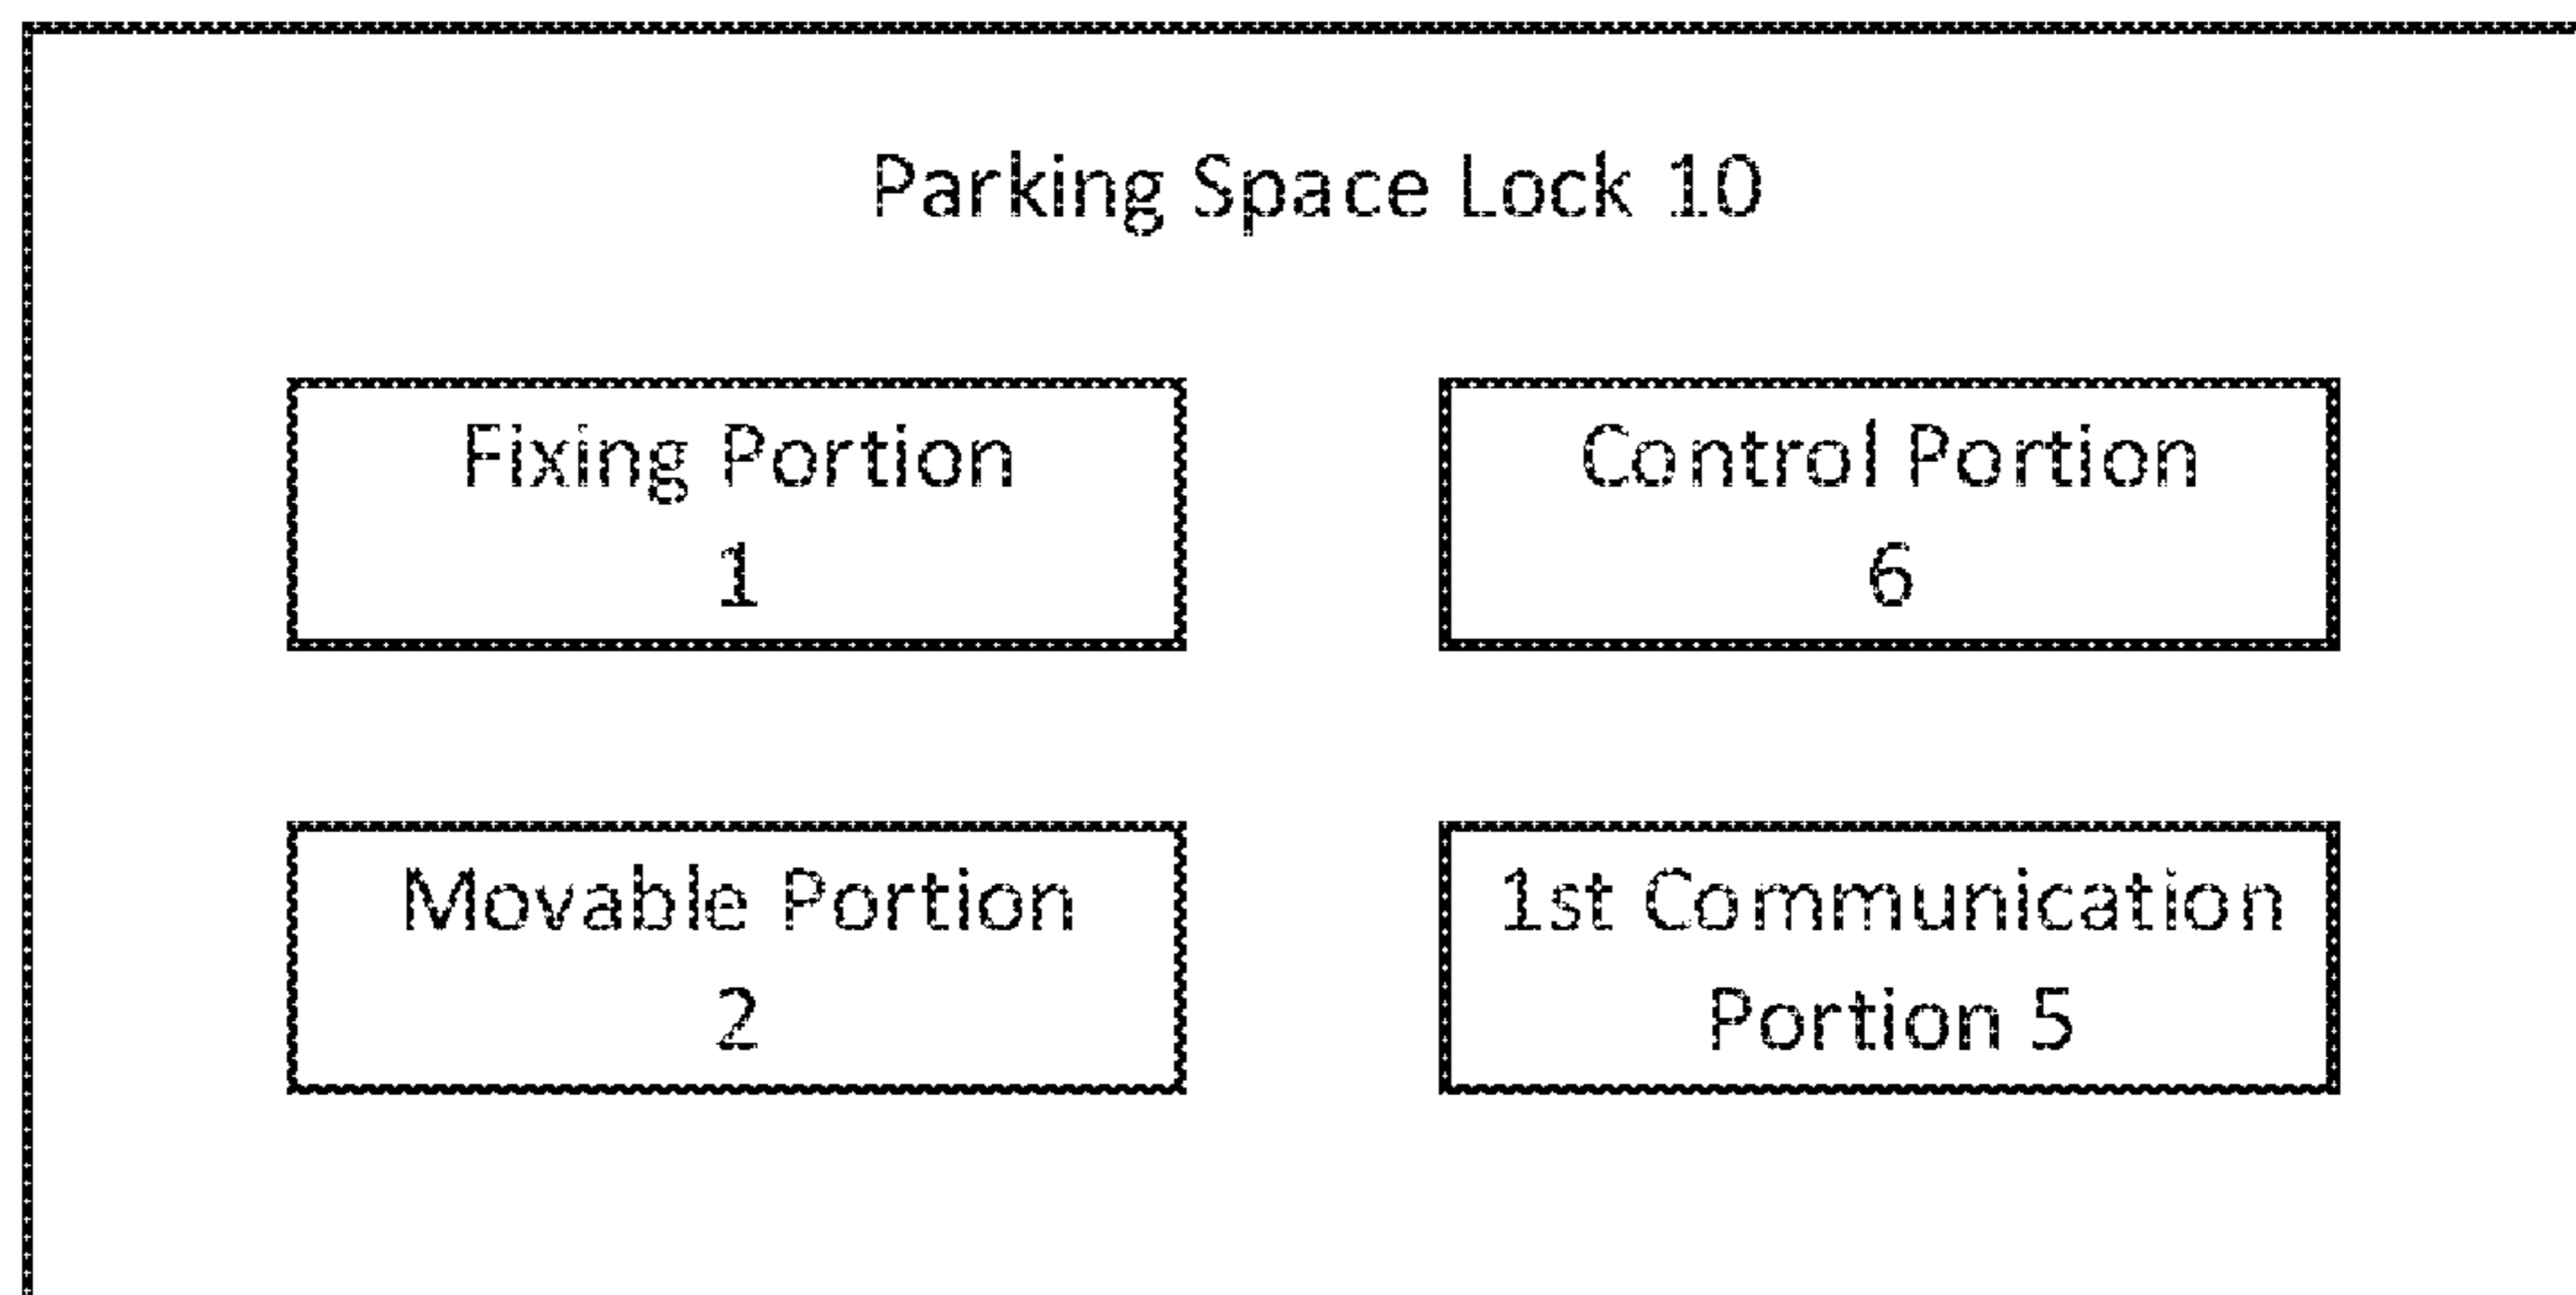 Parking Space Lock 10
Fixing Portion
1
Control Portion
6
Movable Portion
2
1st Communication
Portion 5